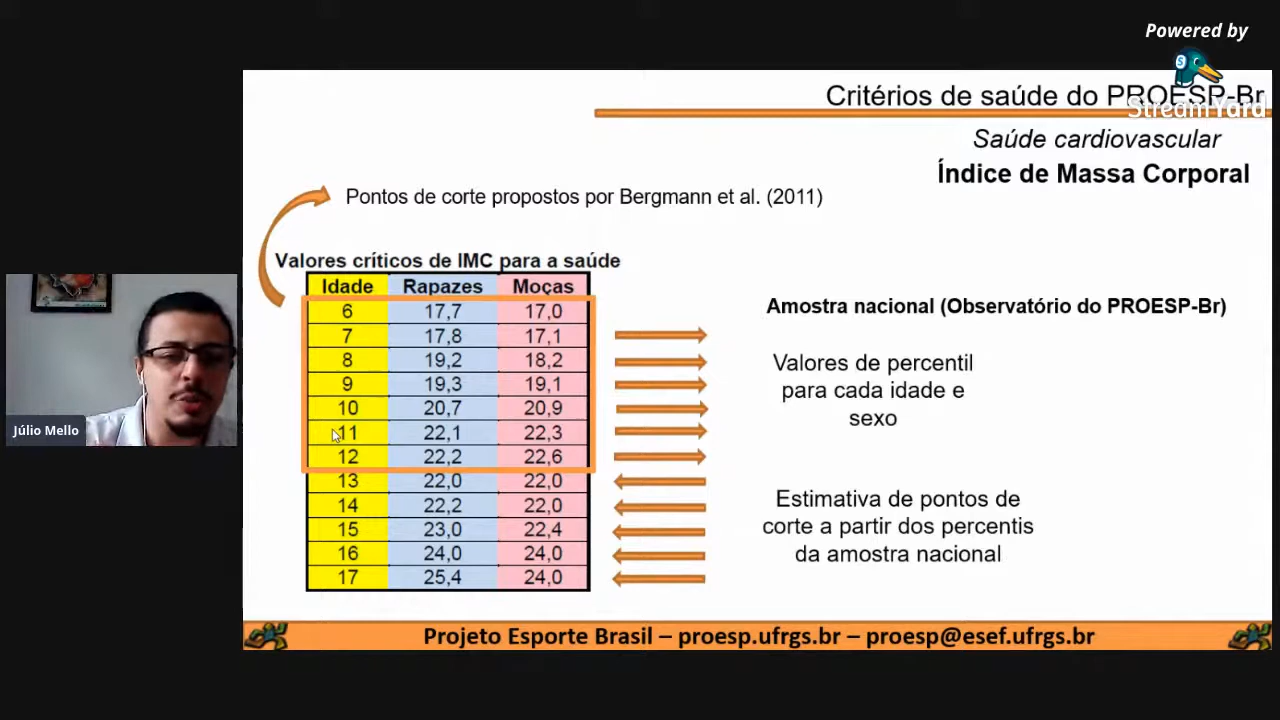 Powered by
StreamYard
Critérios de saúde do PROESP-Br
Saúde cardiovascular
Índice de Massa Corporal
Pontos de corte propostos por Bergmann et al. (2011)
Valores críticos de IMC para a saúde
Idade Rapazes Moças
6 17,7 17,0
7 17,8 17,1
8 19,2 18,2
9 19,3 19,1
10 20,7 20,9
11 22,1 22,3
12 22,2 22,6
13 22,0 22,0
14 22,2 22,0
15 23,0 22,4
16 24,0 24,0
17 25,4 24,0
Amostra nacional (Observatório do PROESP-Br)
Valores de percentil
para cada idade e
sexo
Estimativa de pontos de
corte a partir dos percentis
da amostra nacional
Júlio Mello
Projeto Esporte Brasil – proesp.ufrgs.br – proesp@esef.ufrgs.br